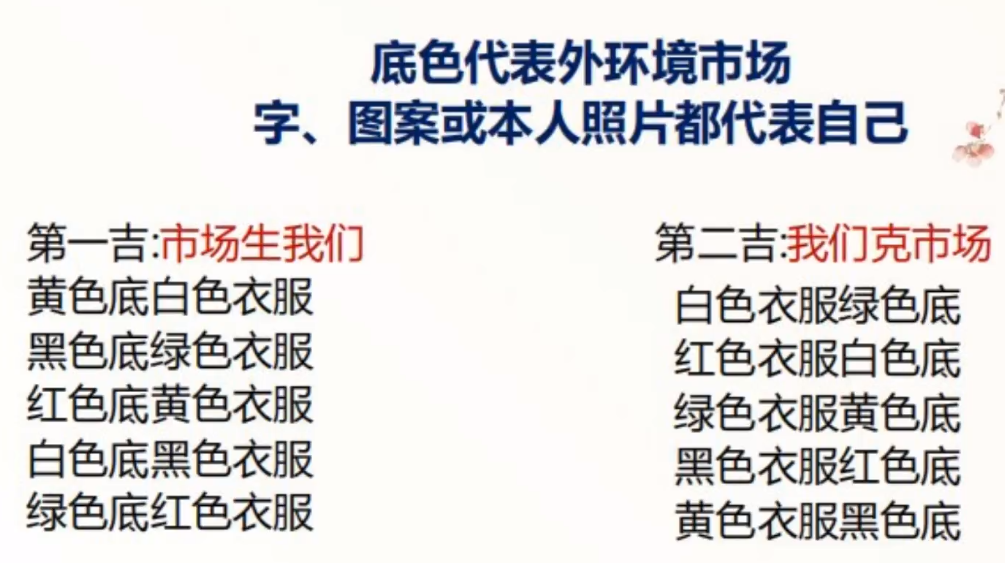 底色代表外环境市场
字、图案或本人照片都代表自己
第一吉:市场生我们
黄色底白色衣服
黑色底绿色衣服
红色底黄色衣服
白色底黑色衣服
绿色底红色衣服
第二吉:我们克市场
白色衣服绿色底
红色衣服白色底
绿色衣服黄色底
黑色衣服红色底
黄色衣服黑色底